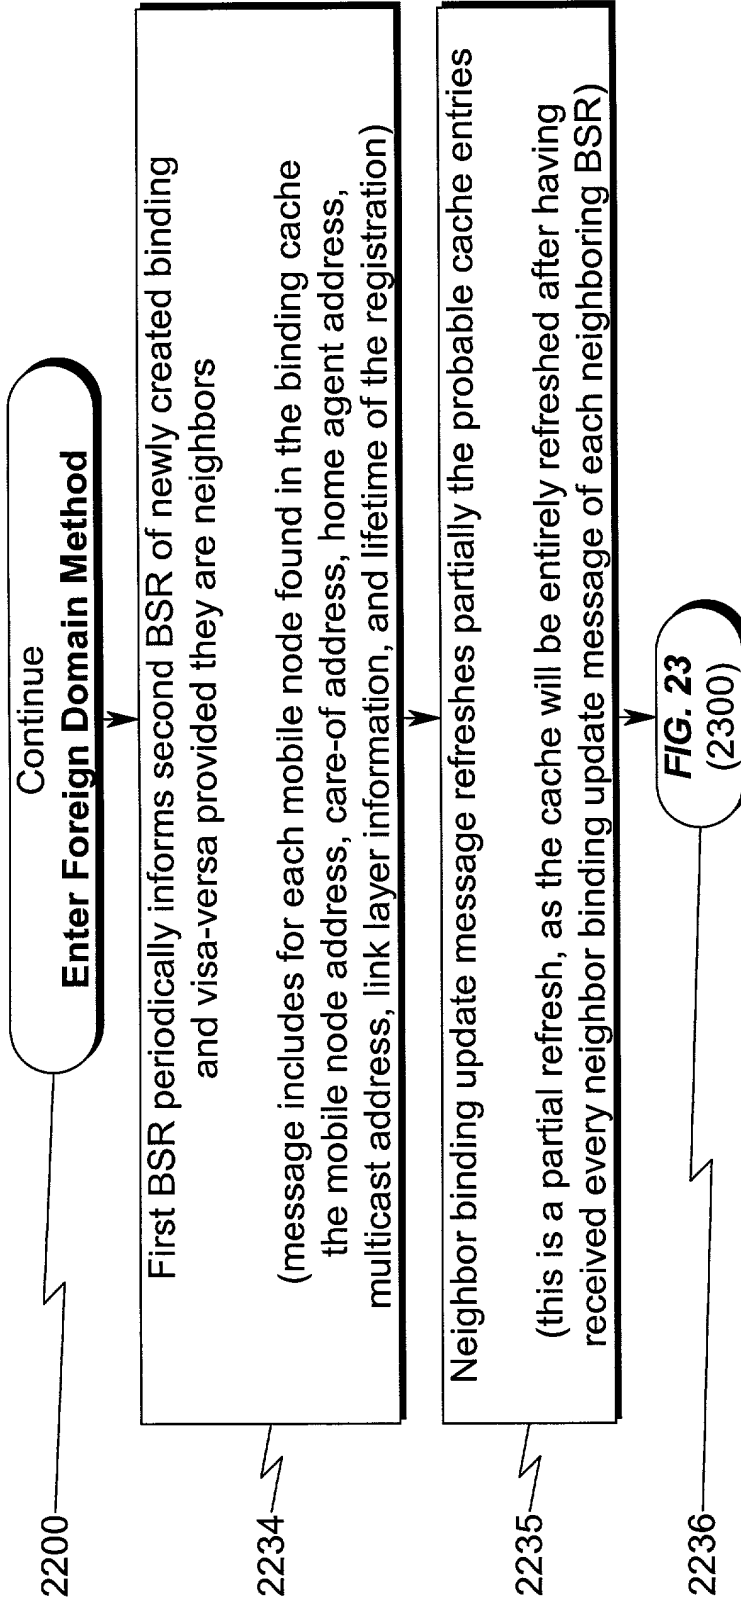 Continue
Enter Foreign Domain Method
2200
First BSR periodically informs second BSR of newly created binding
and visa-versa provided they are neighbors
(message includes for each mobile node found in the binding cache
the mobile node address, care-of address, home agent address,
multicast address, link layer information, and lifetime of the registration)
2234
Neighbor binding update message refreshes partially the probable cache entries
(this is a partial refresh, as the cache will be entirely refreshed after having
received every neighbor binding update message of each neighboring BSR)
2235
FIG. 23
(2300)
2236